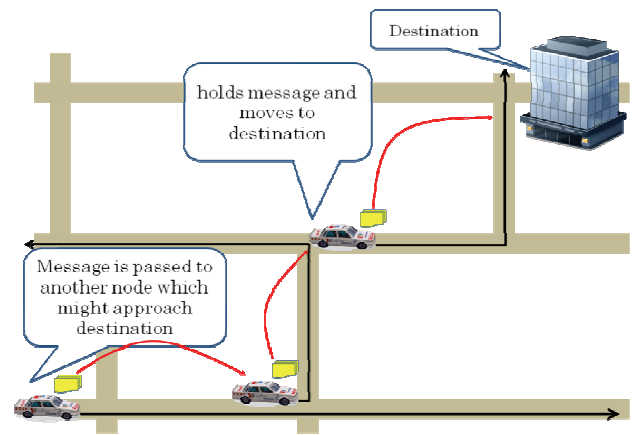 Destination
holds message and
moves to
destination
Message is passed to
another node which
might approach
destination